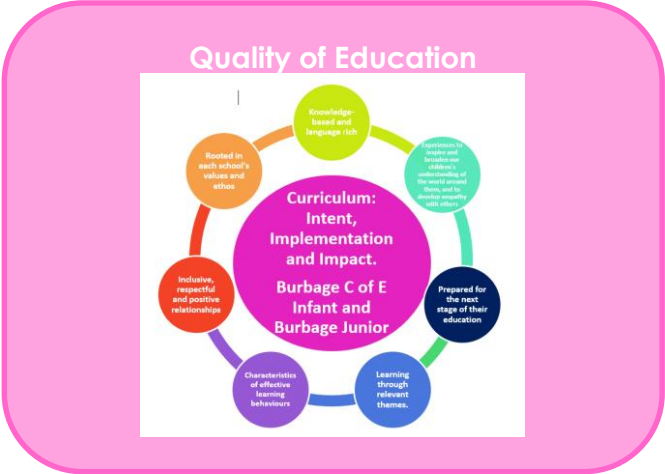 Quality of Education
Knowledge-
based and
language rich
Experiences to
inspire and
broaden our
children's
understanding of
the world around
them, and to
develop empathy
with others
Prepared for
the next
stage of their
education
Learning
through
relevant
themes.
Characteristics
of effective
learning
behaviours
Inclusive,
respectful
and positive
relationships
Rooted in
each school's
values and
ethos
Curriculum:
Intent,
Implementation
and Impact.
Burbage C of E
Infant and
Burbage Junior